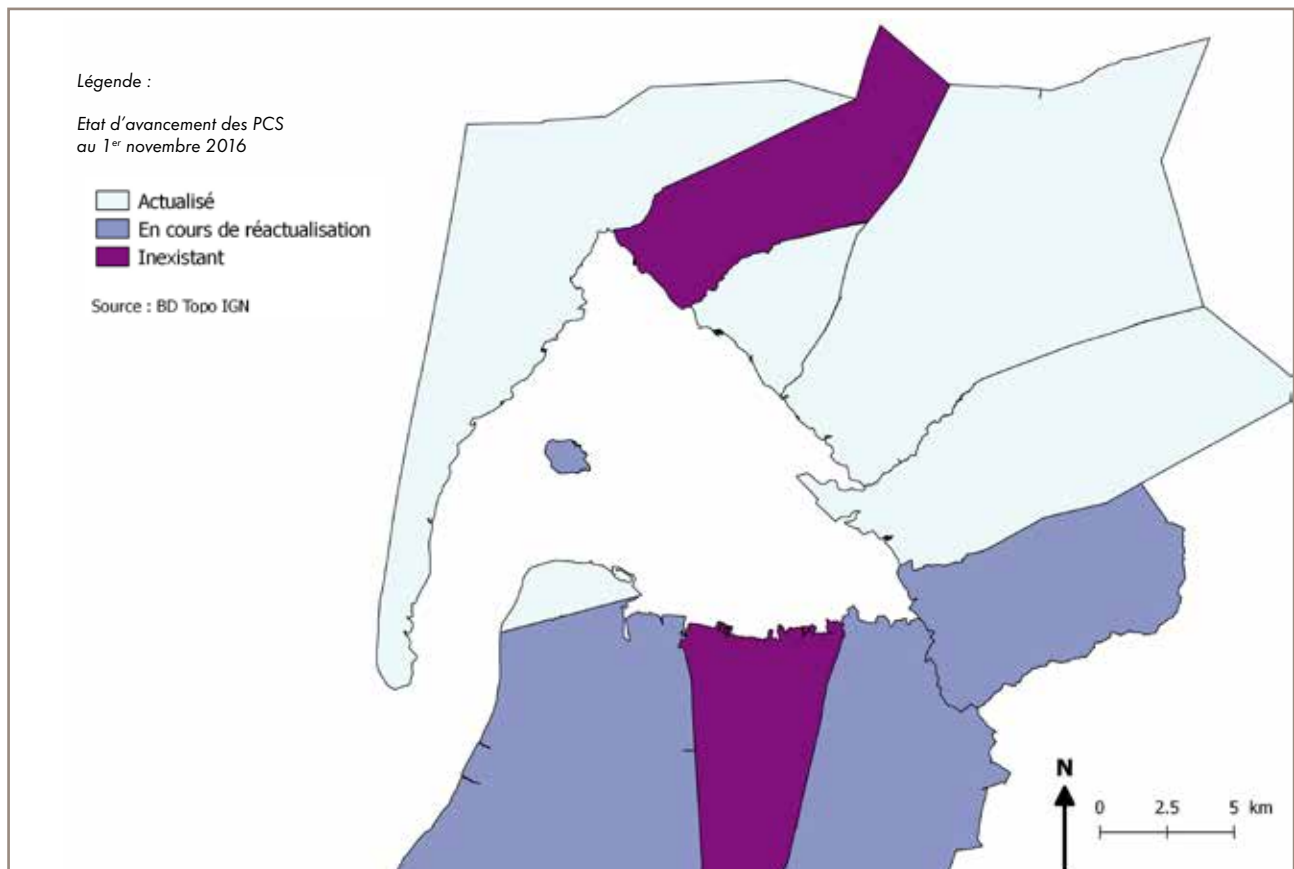 Légende :
Etat d’avancement des PCS
au 1er novembre 2016
Actualisé
En cours de réactualisation
Inexistant
Source : BD Topo IGN
N
0 2.5 5 km